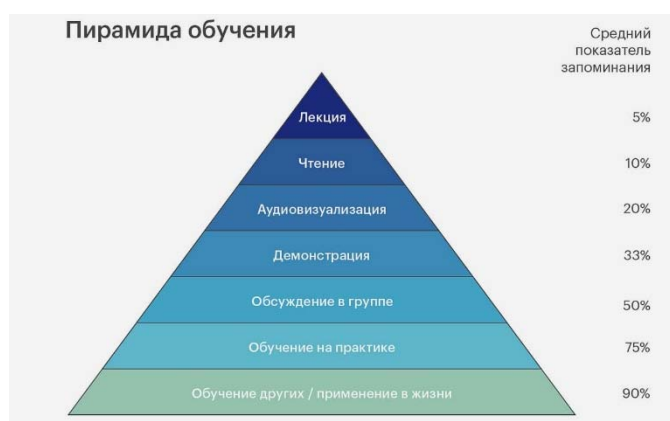 Пирамида обучения
Средний
показатель
запоминания
Лекция 5%
Чтение 10%
Аудиовизуализация 20%
Демонстрация 33%
Обсуждение в группе 50%
Обучение на практике 75%
Обучение других / применение в жизни 90%